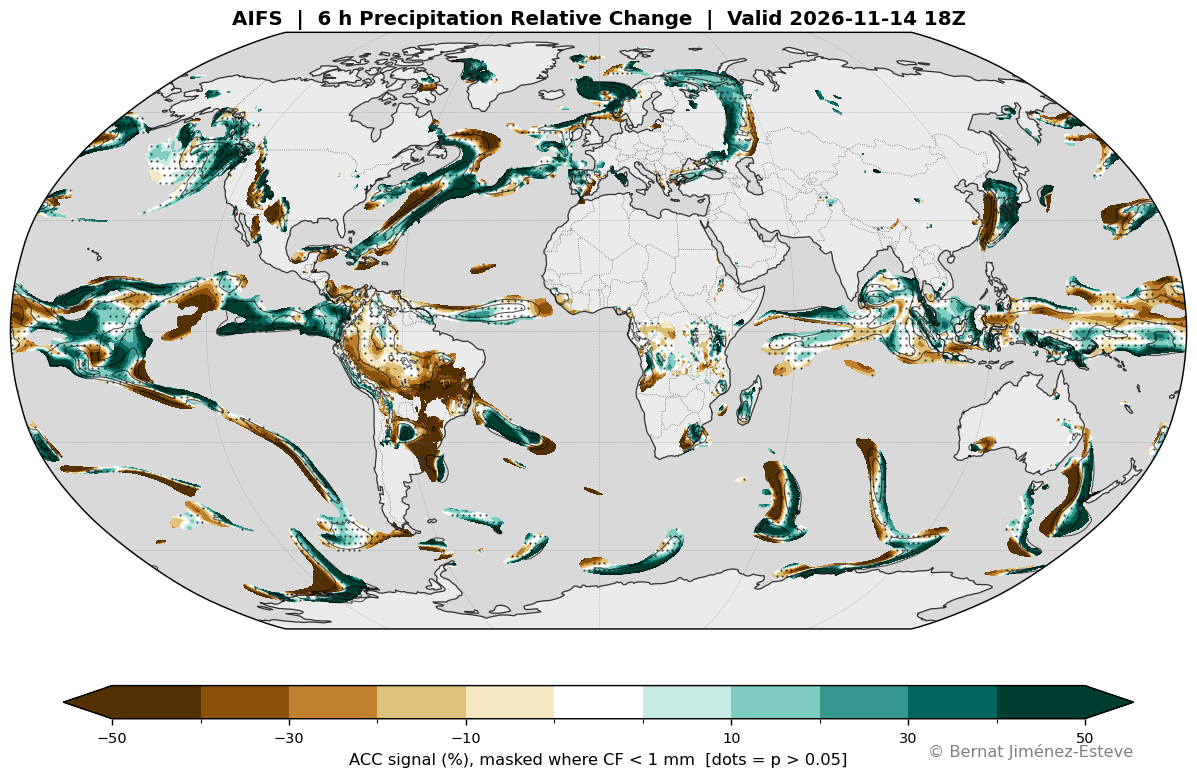 AIFS  |  6 h Precipitation Relative Change  |  Valid 2026-11-14 18Z
−50 −30 −10 10 30 50
© Bernat Jiménez-Esteve
ACC signal (%), masked where CF < 1 mm  [dots = p > 0.05]